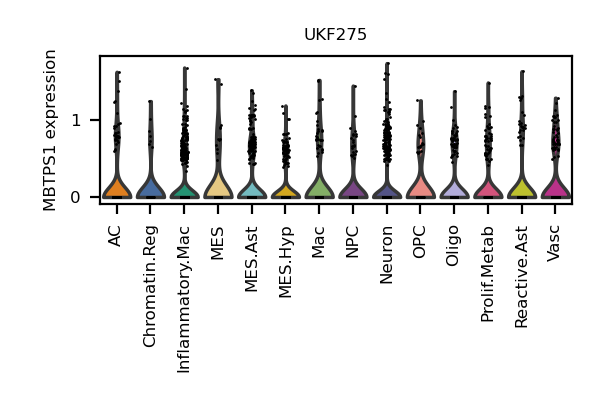 UKF275
MBTPS1 expression
1
0
AC
Chromatin.Reg
Inflammatory.Mac
MES
MES.Ast
MES.Hyp
Mac
NPC
Neuron
OPC
Oligo
Prolif.Metab
Reactive.Ast
Vasc